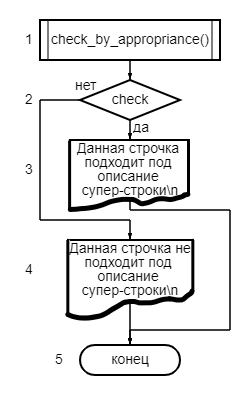 1 check_by_appropriance()
нет
2 check
да
Данная строчка
3 подходит под
описание
супер-строки\n
Данная строчка не
4 подходит под
описание
супер-строки\n
5 конец